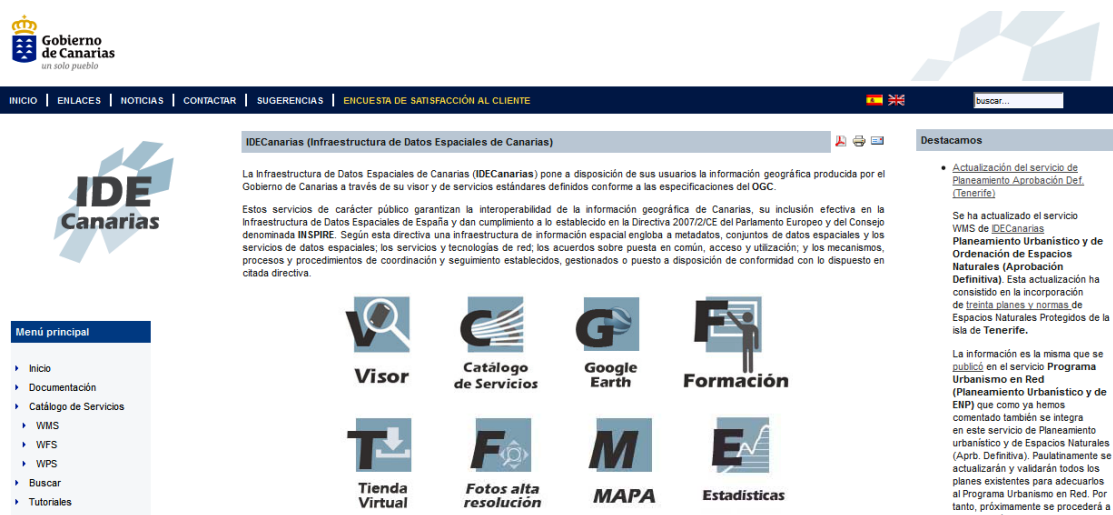 Gobierno
de Canarias
un solo pueblo
INICIO
ENLACES
NOTICIAS
CONTACTAR
SUGERENCIAS
ENCUESTA DE SATISFACCIÓN AL CLIENTE
buscar...
IDE
Canarias
Menú principal
Inicio
Documentación
Catálogo de Servicios
WMS
WFS
WPS
Buscar
Tutoriales
IDECanarias (Infraestructura de Datos Espaciales de Canarias)
La Infraestructura de Datos Espaciales de Canarias (IDECanarias) pone a disposición de sus usuarios la información geográfica producida por el
Gobierno de Canarias a través de su visor y de servicios estándares definidos conforme a las especificaciones del OGC.
Estos servicios de carácter público garantizan la interoperabilidad de la información geográfica de Canarias, su inclusión efectiva en la
Infraestructura de Datos Espaciales de España y dan cumplimiento a lo establecido en la Directiva 2007/2/CE del Parlamento Europeo y del Consejo
denominada INSPIRE. Según esta directiva una infraestructura de información espacial engloba a metadatos, conjuntos de datos espaciales y los
servicios de datos espaciales; los servicios y tecnologías de red; los acuerdos sobre puesta en común, acceso y utilización; y los mecanismos,
procesos y procedimientos de coordinación y seguimiento establecidos, gestionados o puesto a disposición de conformidad con lo dispuesto en
citada directiva.
V
Visor
C
Catálogo
de Servicios
G
Google
Earth
F
Formación
T
Tienda
Virtual
F
Fotos alta
resolución
M
MAPA
E
Estadísticas
Destacamos
Actualización del servicio de
Planeamiento Aprobación Def.
(Tenerife)
Se ha actualizado el servicio
WMS de IDECanarias
Planeamiento Urbanístico y de
Ordenación de Espacios
Naturales (Aprobación
Definitiva). Esta actualización ha
consistido en la incorporación
de treinta planes y normas de
Espacios Naturales Protegidos de la
isla de Tenerife.
La información es la misma que se
publicó en el servicio Programa
Urbanismo en Red
(Planeamiento Urbanístico y de
ENP) que como ya hemos
comentado también se integra
en este servicio de Planeamiento
urbanístico y de Espacios Naturales
(Aprb. Definitiva). Paulatinamente se
actualizarán y validarán todos los
planes existentes para adecuarlos
al Programa Urbanismo en Red. Por
tanto, próximamente se procederá a